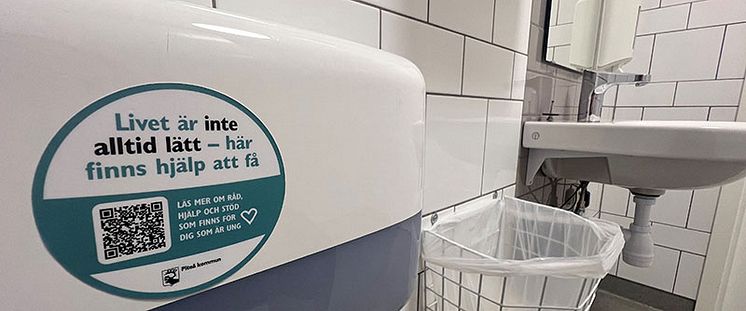 Livet är inte
alltid lätt – här
finns hjälp att få
LÄS MER OM RÅD,
HJÄLP OCH STÖD
SOM FINNS FÖR
DIG SOM ÄR UNG
Piteå kommun